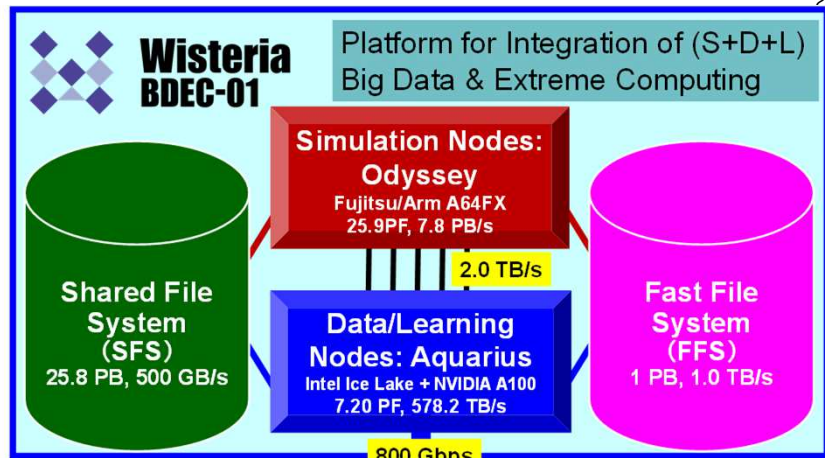 Wisteria
BDEC-01
Platform for Integration of (S+D+L)
Big Data & Extreme Computing
Simulation Nodes:
Odyssey
Fujitsu/Arm A64FX
25.9PF, 7.8 PB/s
2.0 TB/s
Shared File
System
(SFS)
25.8 PB, 500 GB/s
Data/Learning
Nodes: Aquarius
Intel Ice Lake + NVIDIA A100
7.20 PF, 578.2 TB/s
Fast File
System
(FFS)
1 PB, 1.0 TB/s
800 Gbps